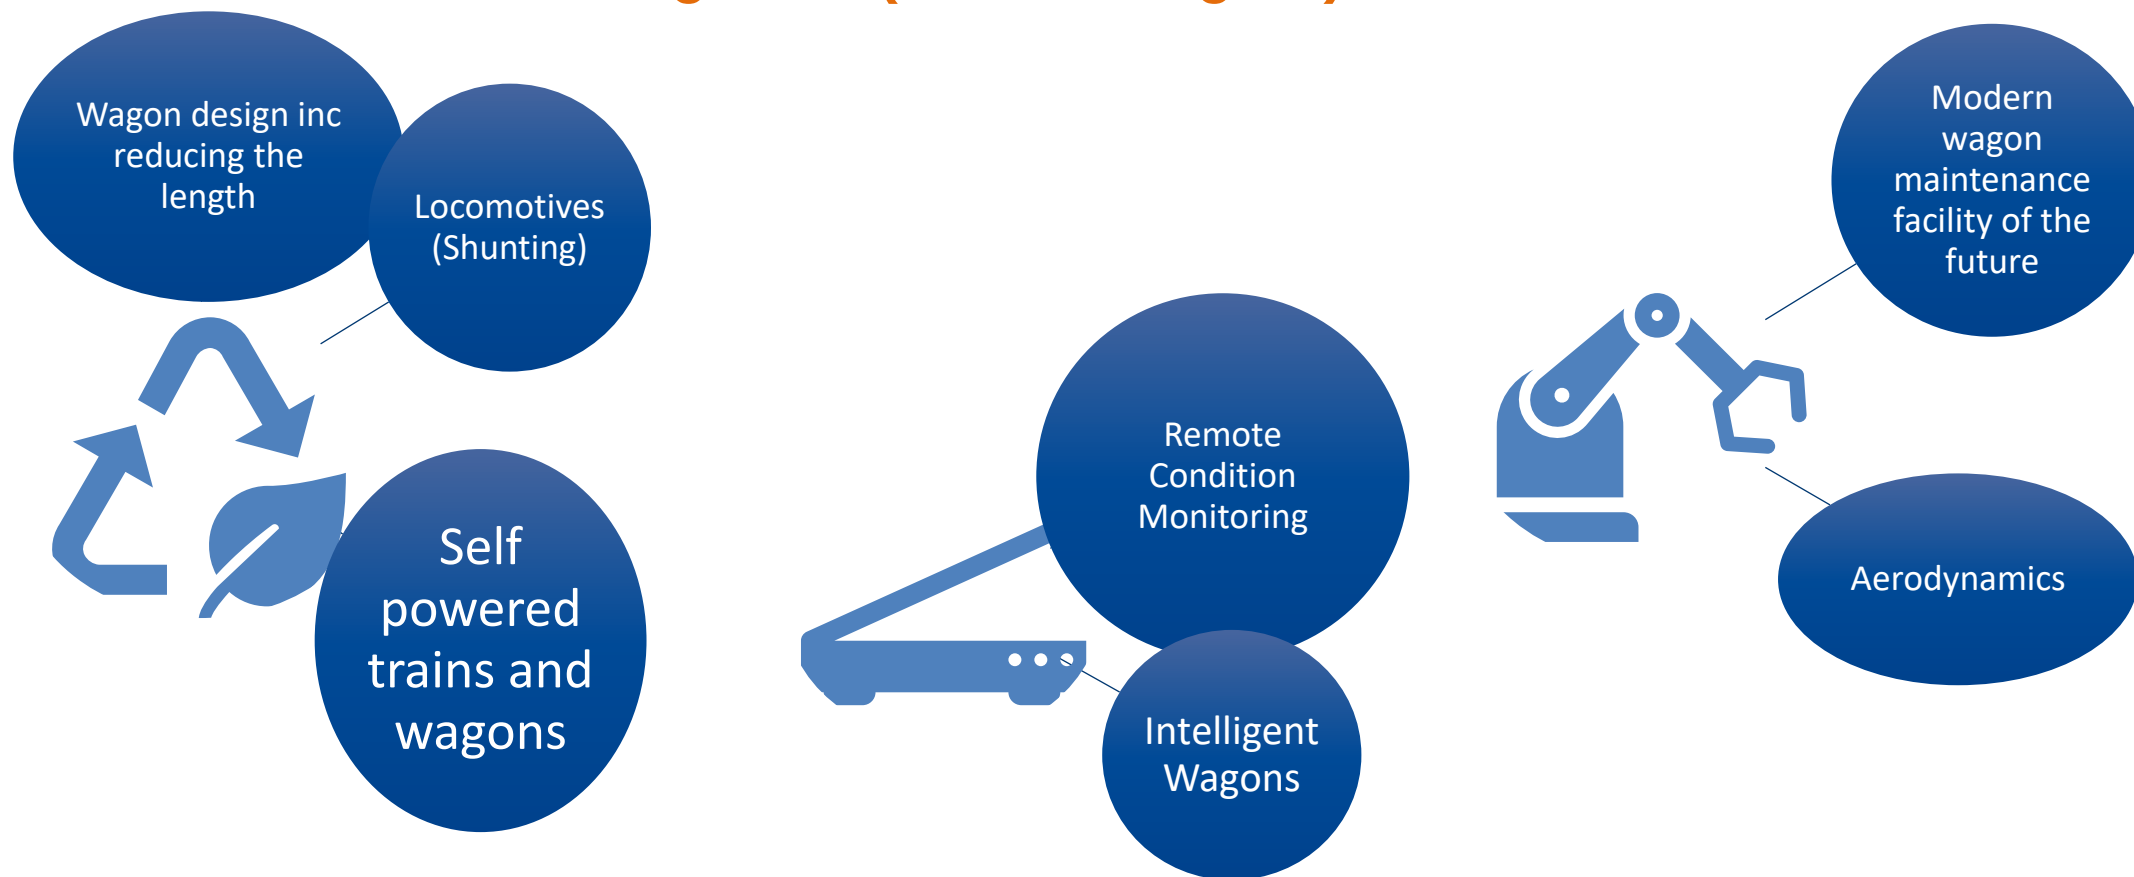 Wagon design inc
reducing the
length
Locomotives
(Shunting)
Self
powered
trains and
wagons
Remote
Condition
Monitoring
Intelligent
Wagons
Modern
wagon
maintenance
facility of the
future
Aerodynamics